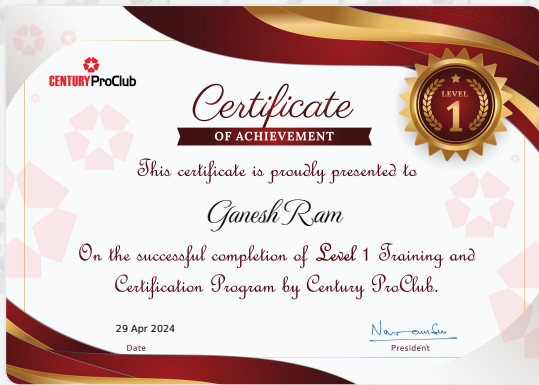 CENTURY ProClub
Certificate
OF ACHIEVEMENT
LEVEL
1
This certificate is proudly presented to
Ganesh Ram
On the successful completion of Level 1 Training and
Certification Program by Century ProClub.
29 Apr 2024
Date
President